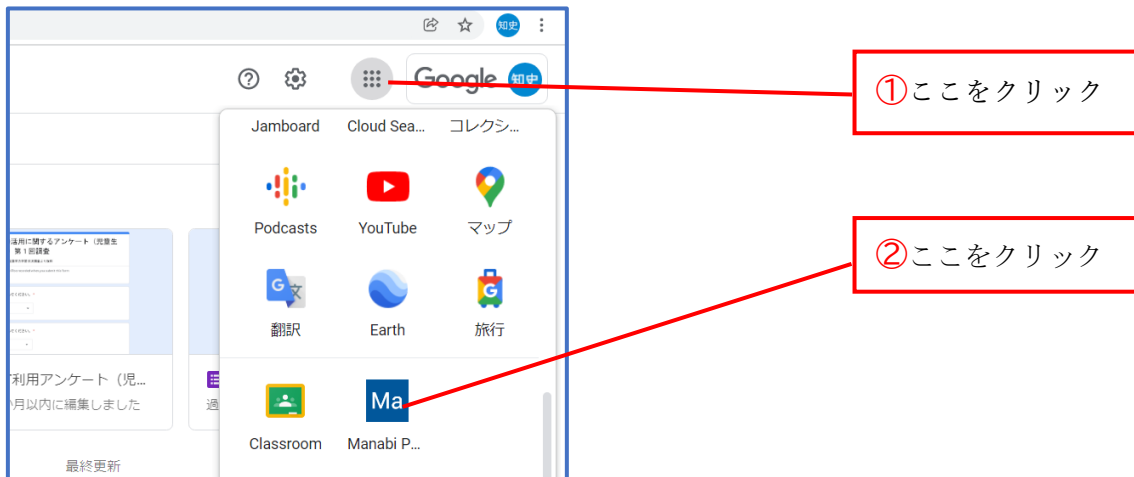 知史
Google 知史
①ここをクリック
Jamboard Cloud Sea... コレクシ...
Podcasts YouTube マップ
②ここをクリック
活用に関するアンケート（児童生
第1回調査
翻訳 Earth 旅行
利用アンケート（児...
月以内に編集しました
過
Ma
Classroom Manabi P...
最終更新